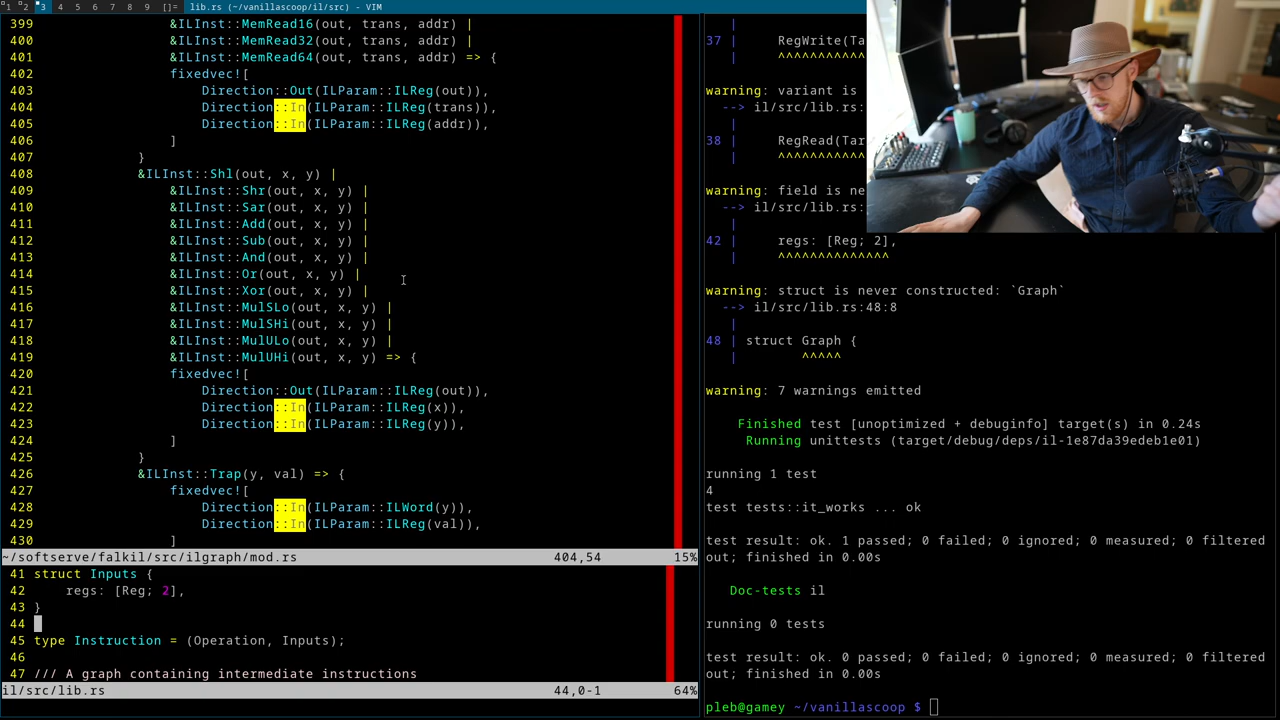 1 2 3 4 5 6 7 8 9 []= lib.rs (~/vanillascoop/il/src) - VIM
399 &ILInst::MemRead16(out, trans, addr) |
400 &ILInst::MemRead32(out, trans, addr) |
401 &ILInst::MemRead64(out, trans, addr) => {
402 fixedvec![
403 Direction::Out(ILParam::ILReg(out)),
404 Direction::In(ILParam::ILReg(trans)),
405 Direction::In(ILParam::ILReg(addr)),
406 ]
407 }
408 &ILInst::Shl(out, x, y) |
409 &ILInst::Shr(out, x, y) |
410 &ILInst::Sar(out, x, y) |
411 &ILInst::Add(out, x, y) |
412 &ILInst::Sub(out, x, y) |
413 &ILInst::And(out, x, y) |
414 &ILInst::Or(out, x, y) |
415 &ILInst::Xor(out, x, y) |
416 &ILInst::MulSLo(out, x, y) |
417 &ILInst::MulSHi(out, x, y) |
418 &ILInst::MulULo(out, x, y) |
419 &ILInst::MulUHi(out, x, y) => {
420 fixedvec![
421 Direction::Out(ILParam::ILReg(out)),
422 Direction::In(ILParam::ILReg(x)),
423 Direction::In(ILParam::ILReg(y)),
424 ]
425 }
426 &ILInst::Trap(y, val) => {
427 fixedvec![
428 Direction::In(ILParam::ILWord(y)),
429 Direction::In(ILParam::ILReg(val)),
430 ]
~/softserve/falkil/src/ilgraph/mod.rs 404,54 15%
41 struct Inputs {
42 regs: [Reg; 2],
43 }
44
45 type Instruction = (Operation, Inputs);
46
47 /// A graph containing intermediate instructions
il/src/lib.rs 44,0-1 64%
|
37 | RegWrite(Ta
| ^^^^^^^^^^^
warning: variant is
--> il/src/lib.rs:
|
38 | RegRead(Tar
| ^^^^^^^^^^^
warning: field is ne
--> il/src/lib.rs:
|
42 | regs: [Reg; 2],
| ^^^^^^^^^^^^^^
warning: struct is never constructed: `Graph`
--> il/src/lib.rs:48:8
|
48 | struct Graph {
| ^^^^^
warning: 7 warnings emitted
Finished test [unoptimized + debuginfo] target(s) in 0.24s
Running unittests (target/debug/deps/il-1e87da39edeb1e01)
running 1 test
4
test tests::it_works ... ok
test result: ok. 1 passed; 0 failed; 0 ignored; 0 measured; 0 filtered
out; finished in 0.00s
Doc-tests il
running 0 tests
test result: ok. 0 passed; 0 failed; 0 ignored; 0 measured; 0 filtered
out; finished in 0.00s
pleb@gamey ~/vanillascoop $